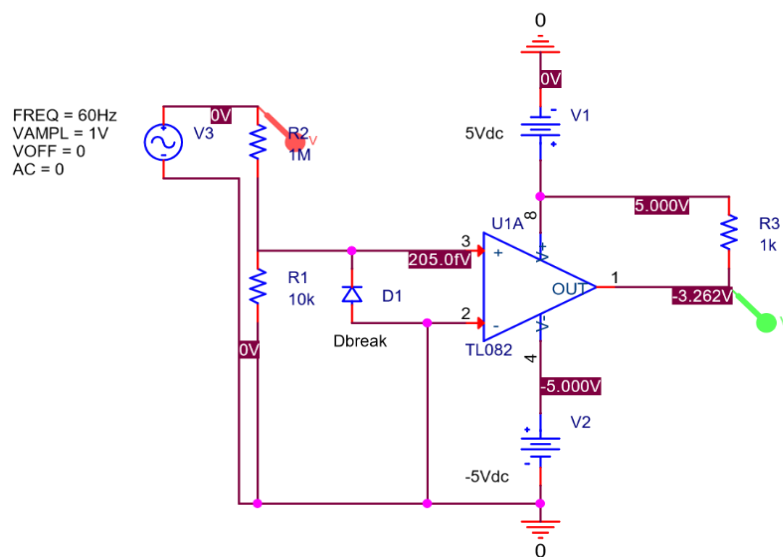 0
0V
V1
5Vdc
FREQ = 60Hz
VAMPL = 1V
VOFF = 0
AC = 0
0V
V3
R2
1M
V
5.000V
8
U1A
V+
R3
1k
3
+
205.0fV
R1
10k
D1
Dbreak
OUT
1
-3.262V
V
2
-
TL082
V-
4
0V
-5.000V
V2
-5Vdc
0